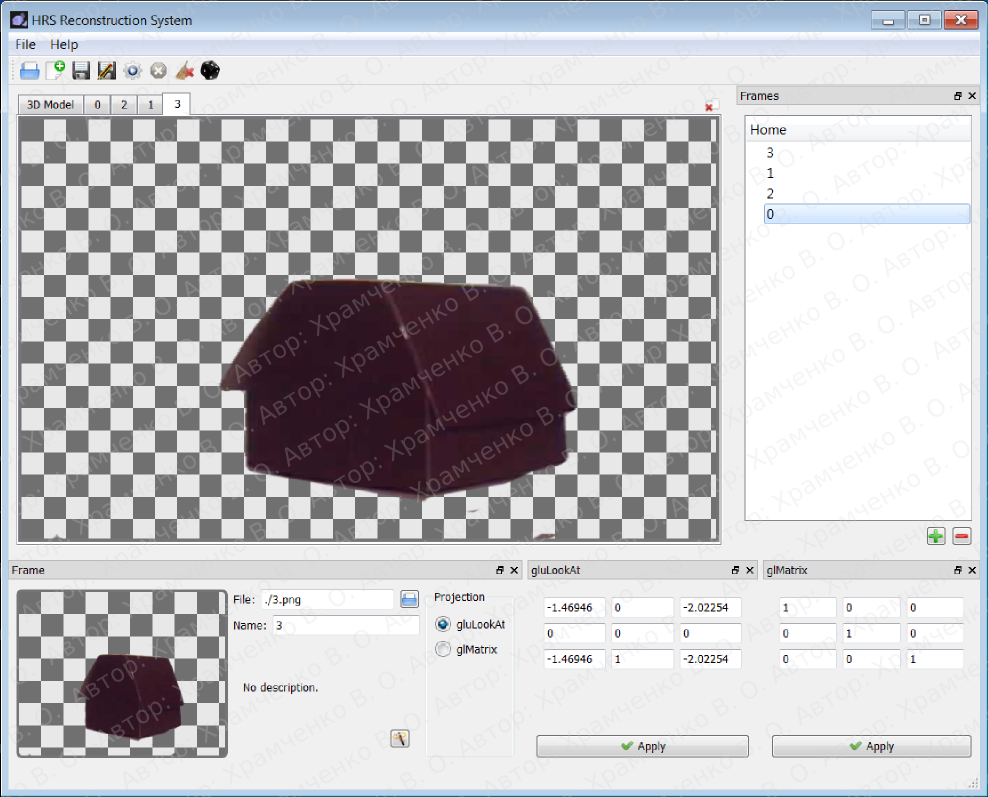 HRS Reconstruction System
File Help
3D Model 0 2 1 3
Frames
Home
3
1
2
0
Frame
File: ./3.png
Name: 3
No description.
Projection
gluLookAt
glMatrix
gluLookAt
-1.46946 0 -2.02254
0 0 0
-1.46946 1 -2.02254
Apply
glMatrix
1 0 0
0 1 0
0 0 1
Apply
Автор: Храмченко В. О.